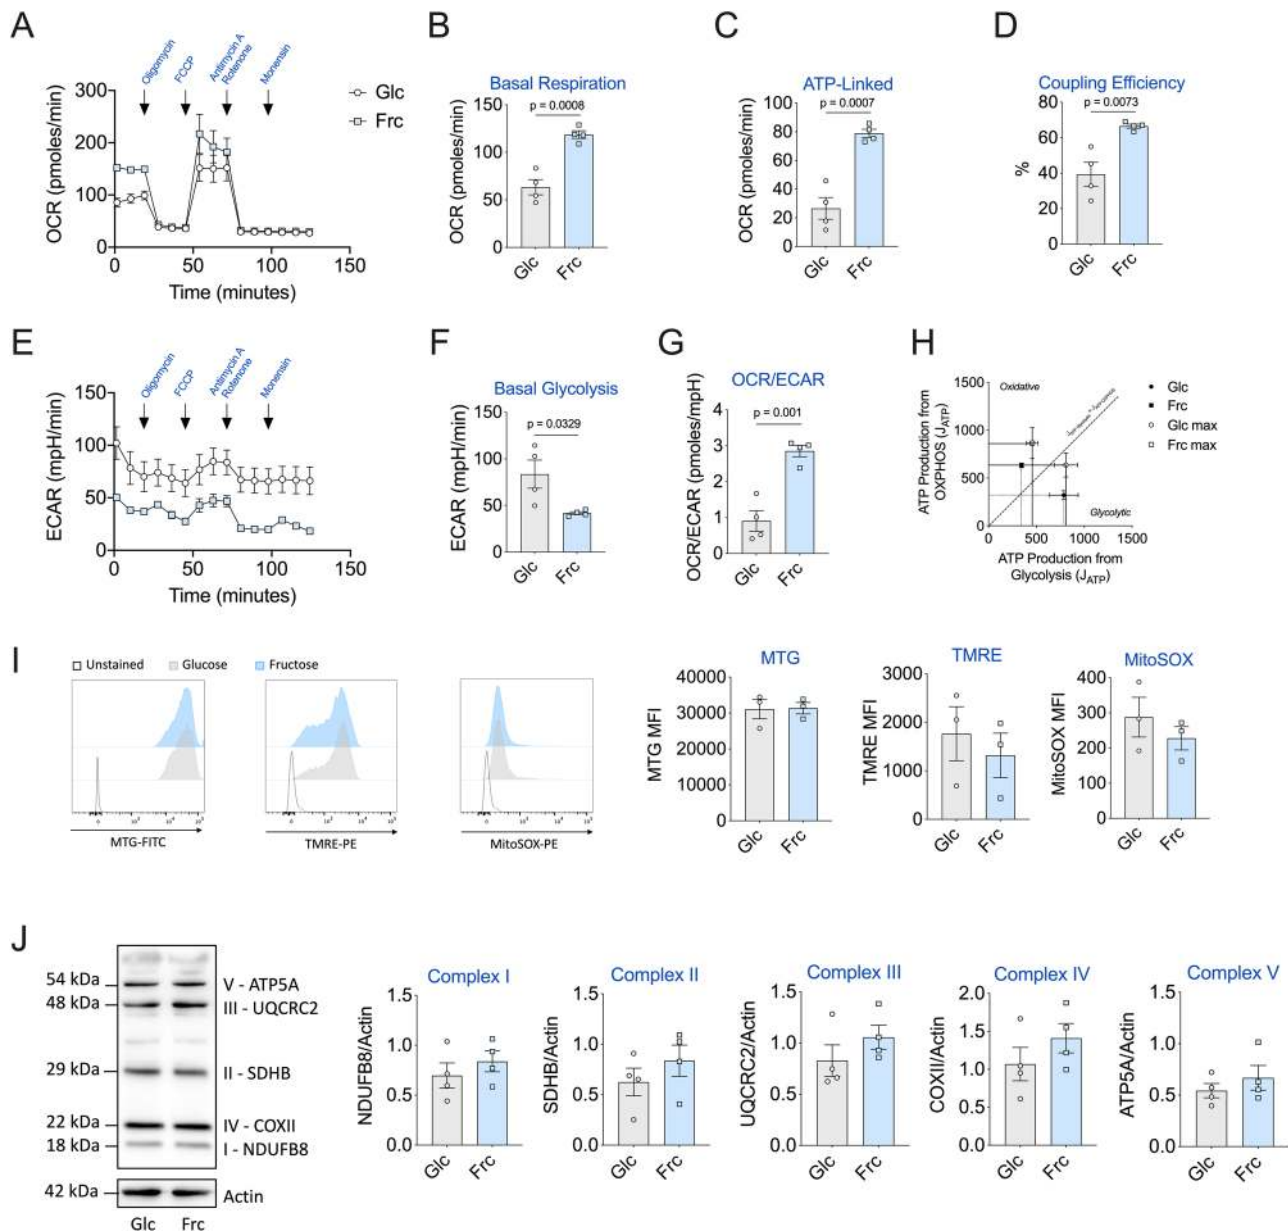 A
Oligomycin
FCCP
Antimycin A
Rotenone
Monensin
OCR (pmoles/min)
300
200
100
0
0
50
100
150
Time (minutes)
Glc
Frc
B
Basal Respiration
p = 0.0008
OCR (pmoles/min)
150
100
50
0
Glc
Frc
C
ATP-Linked
p = 0.0007
OCR (pmoles/min)
100
80
60
40
20
0
Glc
Frc
D
Coupling Efficiency
p = 0.0073
%
80
60
40
20
0
Glc
Frc
E
Oligomycin
FCCP
Antimycin A
Rotenone
Monensin
ECAR (mpH/min)
150
100
50
0
0
50
100
150
Time (minutes)
F
Basal Glycolysis
p = 0.0329
ECAR (mpH/min)
150
100
50
0
Glc
Frc
G
OCR/ECAR
p = 0.001
OCR/ECAR (pmoles/mpH)
4
3
2
1
0
Glc
Frc
H
ATP Production from
OXPHOS (JATP)
1500
1000
500
0
Oxidative
Glycolytic
0
500
1000
1500
ATP Production from
Glycolysis (JATP)
Glc
Frc
Glc max
Frc max
I
Unstained
Glucose
Fructose
MTG-FITC
TMRE-PE
MitoSOX-PE
MTG
MTG MFI
40000
30000
20000
10000
0
Glc
Frc
TMRE
TMRE MFI
3000
2000
1000
0
Glc
Frc
MitoSOX
MitoSOX MFI
400
300
200
100
0
Glc
Frc
J
54 kDa
48 kDa
29 kDa
22 kDa
18 kDa
42 kDa
V - ATP5A
III - UQCRC2
II - SDHB
IV - COXII
I - NDUFB8
Actin
Glc
Frc
Complex I
NDUFB8/Actin
1.5
1.0
0.5
0.0
Glc
Frc
Complex II
SDHB/Actin
1.5
1.0
0.5
0.0
Glc
Frc
Complex III
UQCRC2/Actin
1.5
1.0
0.5
0.0
Glc
Frc
Complex IV
COXII/Actin
2.0
1.5
1.0
0.5
0.0
Glc
Frc
Complex V
ATP5A/Actin
1.5
1.0
0.5
0.0
Glc
Frc